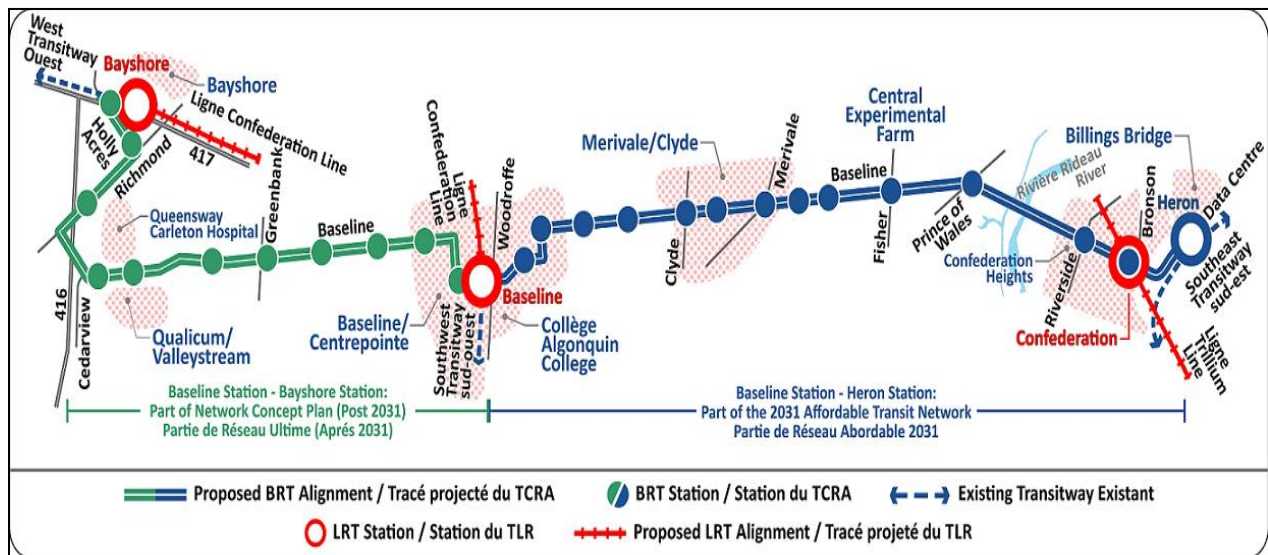 West
Transitway
Ouest
Bayshore
Bayshore
Holly
Acres
Richmond
417
Ligne Confederation Line
Queensway
Carleton Hospital
Greenbank
Baseline
416
Cedarview
Qualicum/
Valleystream
Baseline/
Centrepointe
Confederation
Line
Ligne
Woodroffe
Baseline
Southwest
Transitway
sud-ouest
Collège
Algonquin
College
Merivale/Clyde
Clyde
Merivale
Baseline
Central
Experimental
Farm
Fisher
Prince of
Wales
Rivière Rideau
River
Confederation
Heights
Riverside
Bronson
Confederation
Billings Bridge
Heron
Data Centre
Southeast
Transitway
sud-est
Ligne
Trillium
Line
Baseline Station - Bayshore Station:
Part of Network Concept Plan (Post 2031)
Partie de Réseau Ultime (Aprés 2031)
Baseline Station - Heron Station:
Part of the 2031 Affordable Transit Network
Partie de Réseau Abordable 2031
Proposed BRT Alignment / Tracé projecté du TCRA
BRT Station / Station du TCRA
Existing Transitway Existant
LRT Station / Station du TLR
Proposed LRT Alignment / Tracé projeté du TLR